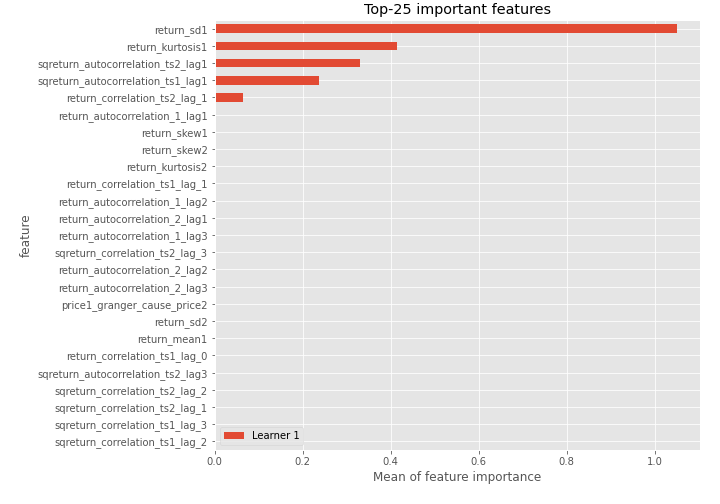 Top-25 important features
return_sd1
return_kurtosis1
sqreturn_autocorrelation_ts2_lag1
sqreturn_autocorrelation_ts1_lag1
return_correlation_ts2_lag_1
return_autocorrelation_1_lag1
return_skew1
return_skew2
return_kurtosis2
return_correlation_ts1_lag_1
return_autocorrelation_1_lag2
return_autocorrelation_2_lag1
return_autocorrelation_1_lag3
sqreturn_correlation_ts2_lag_3
return_autocorrelation_2_lag2
return_autocorrelation_2_lag3
price1_granger_cause_price2
return_sd2
return_mean1
return_correlation_ts1_lag_0
sqreturn_autocorrelation_ts2_lag3
sqreturn_correlation_ts2_lag_2
sqreturn_correlation_ts2_lag_1
sqreturn_correlation_ts1_lag_3
sqreturn_correlation_ts1_lag_2
feature
Learner 1
0.0 0.2 0.4 0.6 0.8 1.0
Mean of feature importance